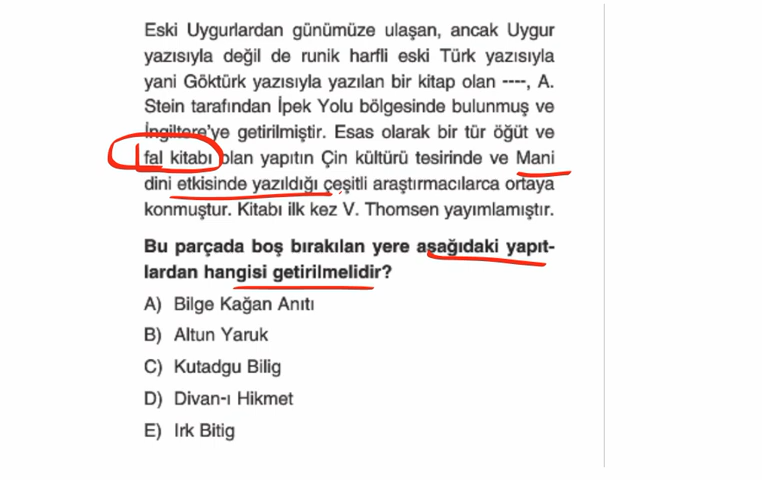 Eski Uygurlardan günümüze ulaşan, ancak Uygur
yazısıyla değil de runik harfli eski Türk yazısıyla
yani Göktürk yazısıyla yazılan bir kitap olan ----, A.
Stein tarafından İpek Yolu bölgesinde bulunmuş ve
İngiltere'ye getirilmiştir. Esas olarak bir tür öğüt ve
fal kitabı olan yapıtın Çin kültürü tesirinde ve Mani
dini etkisinde yazıldığı çeşitli araştırmacılarca ortaya
konmuştur. Kitabı ilk kez V. Thomsen yayımlamıştır.
Bu parçada boş bırakılan yere aşağıdaki yapıt-
lardan hangisi getirilmelidir?
A) Bilge Kağan Anıtı
B) Altun Yaruk
C) Kutadgu Bilig
D) Divan-ı Hikmet
E) Irk Bitig